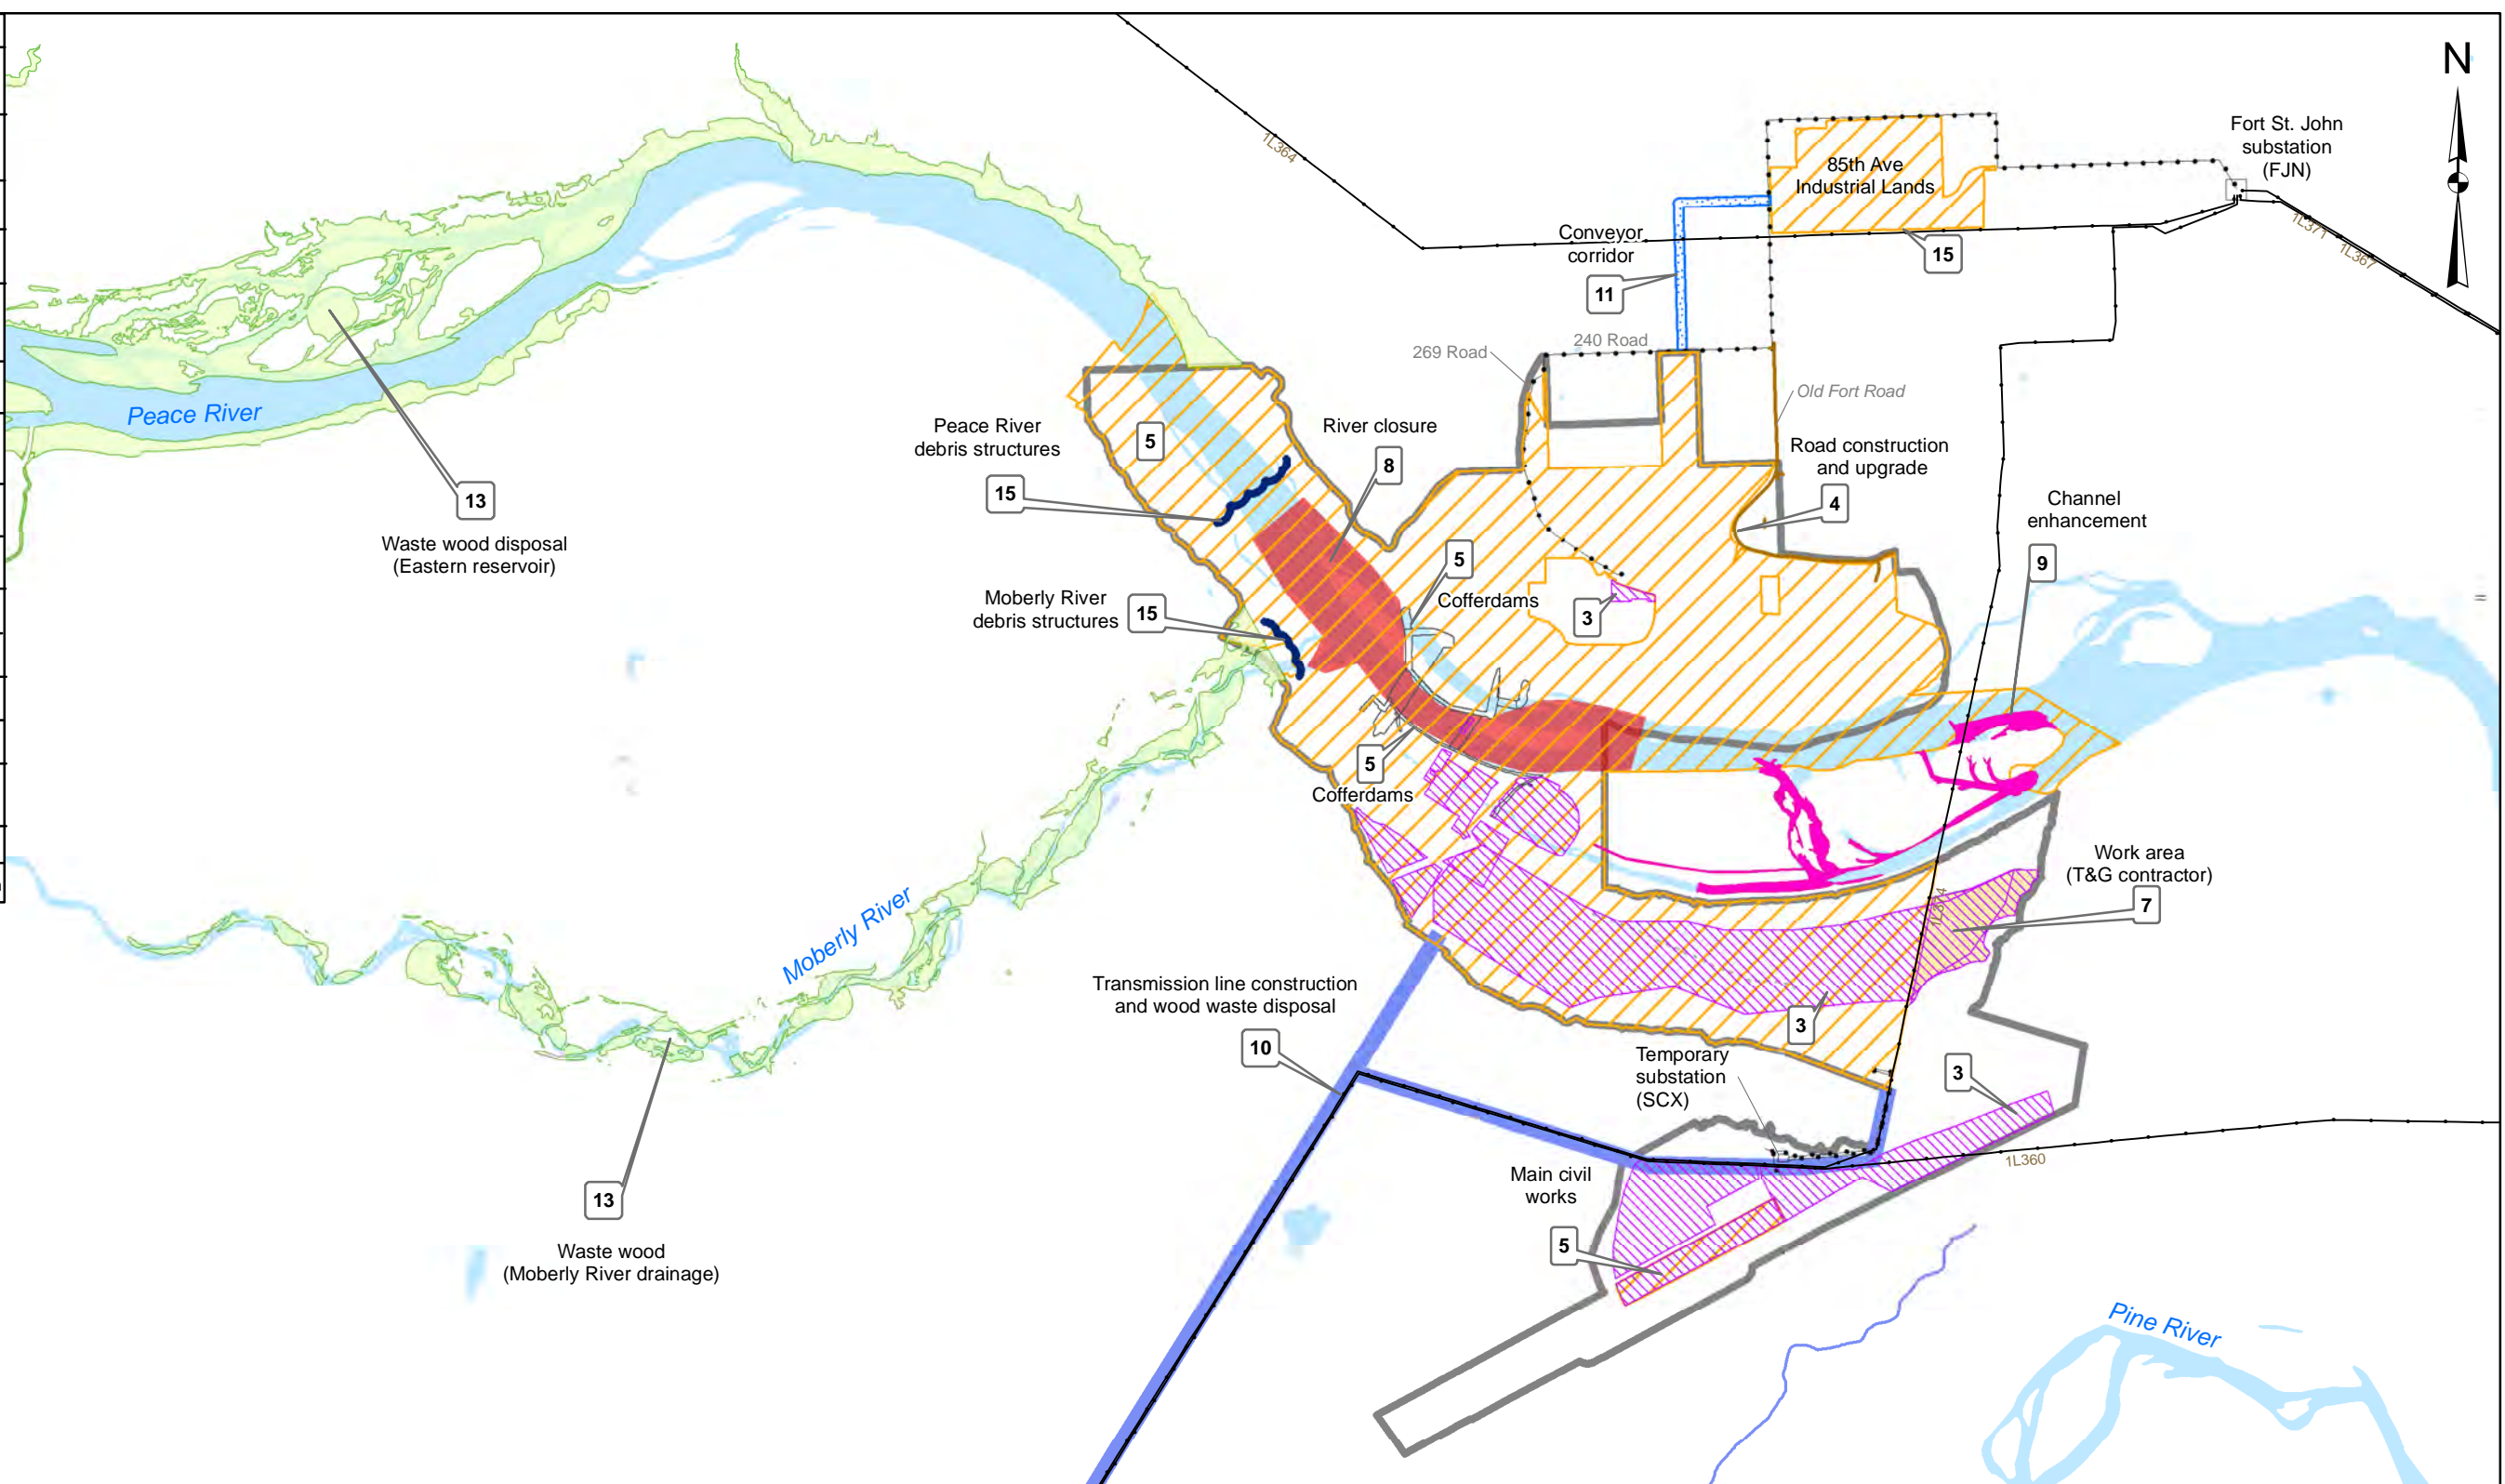 N
1L364
Fort St. John
substation
(FJN)
85th Ave
Industrial Lands
1L371
1L367
Conveyor
corridor
15
11
269 Road
240 Road
Old Fort Road
Peace River
Peace River
debris structures
15
5
River closure
8
Road construction
and upgrade
4
Channel
enhancement
9
13
Waste wood disposal
(Eastern reservoir)
5
Cofferdams
3
Moberly River
debris structures
15
5
Cofferdams
Work area
(T&G contractor)
7
1L374
Moberly River
Transmission line construction
and wood waste disposal
10
3
Temporary
substation
(SCX)
3
1L360
Main civil
works
5
13
Waste wood
(Moberly River drainage)
Pine River